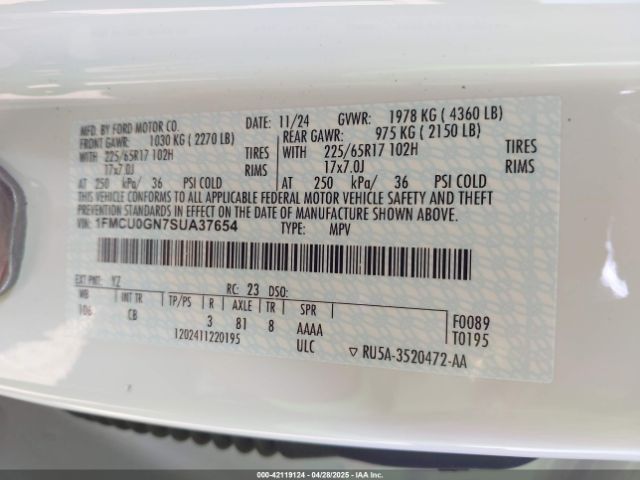 MFD. BY FORD MOTOR CO. DATE: 11/24 GVWR: 1978 KG ( 4360 LB)
FRONT GAWR: 1030 KG ( 2270 LB) REAR GAWR: 975 KG ( 2150 LB)
WITH 225/65R17 102H TIRES WITH 225/65R17 102H TIRES
17x7.0J RIMS 17x7.0J RIMS
AT 250 kPa/ 36 PSI COLD AT 250 kPa/ 36 PSI COLD
THIS VEHICLE CONFORMS TO ALL APPLICABLE FEDERAL MOTOR VEHICLE SAFETY AND THEFT
PREVENTION STANDARDS IN EFFECT ON THE DATE OF MANUFACTURE SHOWN ABOVE.
VIN: 1FMCU0GN7SUA37654 TYPE: MPV
EXT PNT: YZ RC: 23 DSO:
WB INT TR TP/PS R AXLE TR SPR
106 CB 3 81 8 AAAA F0089
1202411220195 ULC T0195
▽ RU5A-3520472-AA
000-42119124 | 04/28/2025 - IAA Inc.